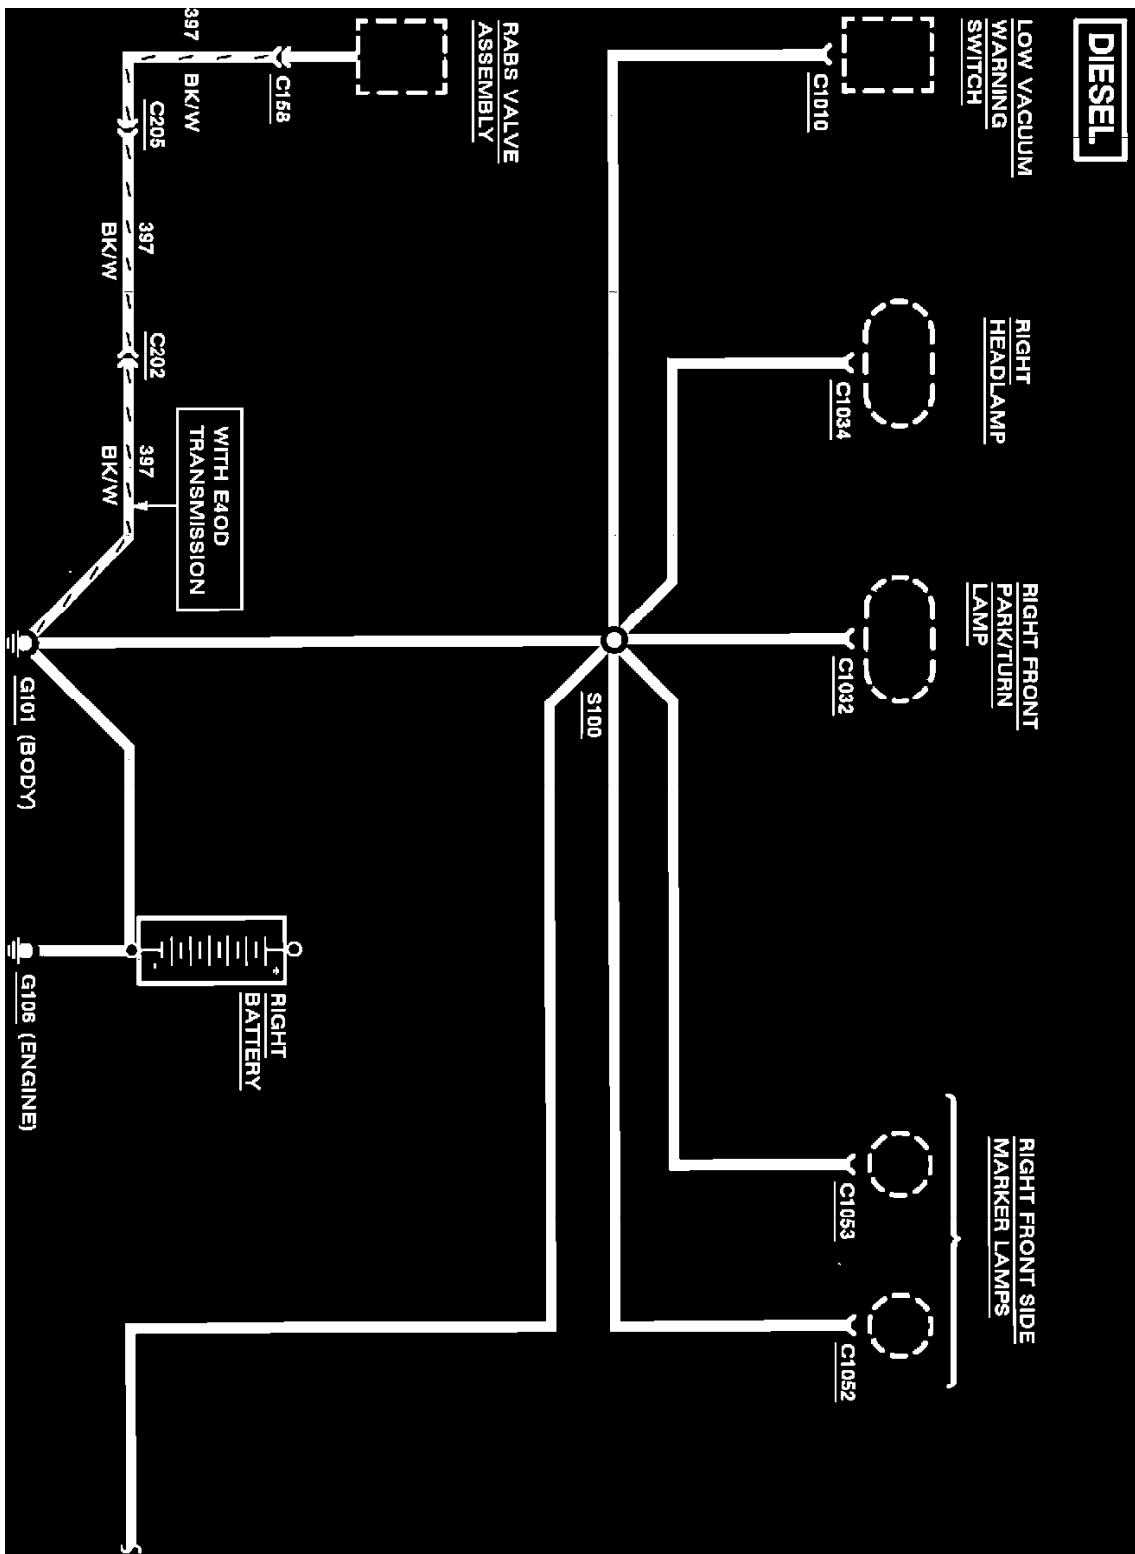 DIESEL
LOW VACUUM
WARNING
SWITCH
RIGHT
HEADLAMP
RIGHT FRONT
PARK/TURN
LAMP
RIGHT FRONT SIDE
MARKER LAMPS
C1010
C1034
C1032
C1053
C1052
S100
RABS VALVE
ASSEMBLY
C158
397
BK/W
C205
397
BK/W
C202
WITH E4OD
TRANSMISSION
397
BK/W
RIGHT
BATTERY
- +
G101 (BODY)
G106 (ENGINE)